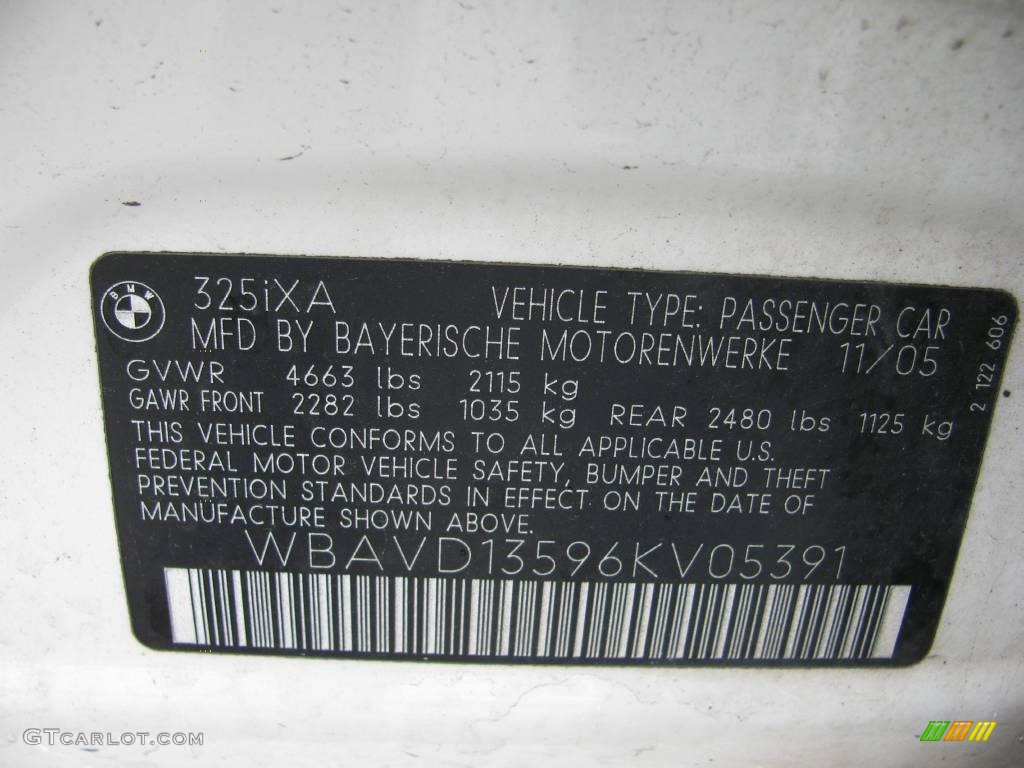 BMW
325iXA VEHICLE TYPE: PASSENGER CAR
MFD BY BAYERISCHE MOTORENWERKE 11/05
GVWR 4663 lbs 2115 kg
GAWR FRONT 2282 lbs 1035 kg REAR 2480 lbs 1125 kg
THIS VEHICLE CONFORMS TO ALL APPLICABLE U.S.
FEDERAL MOTOR VEHICLE SAFETY, BUMPER AND THEFT
PREVENTION STANDARDS IN EFFECT ON THE DATE OF
MANUFACTURE SHOWN ABOVE.
WBAVD13596KV05391
2 122 606
GTCarlot.com